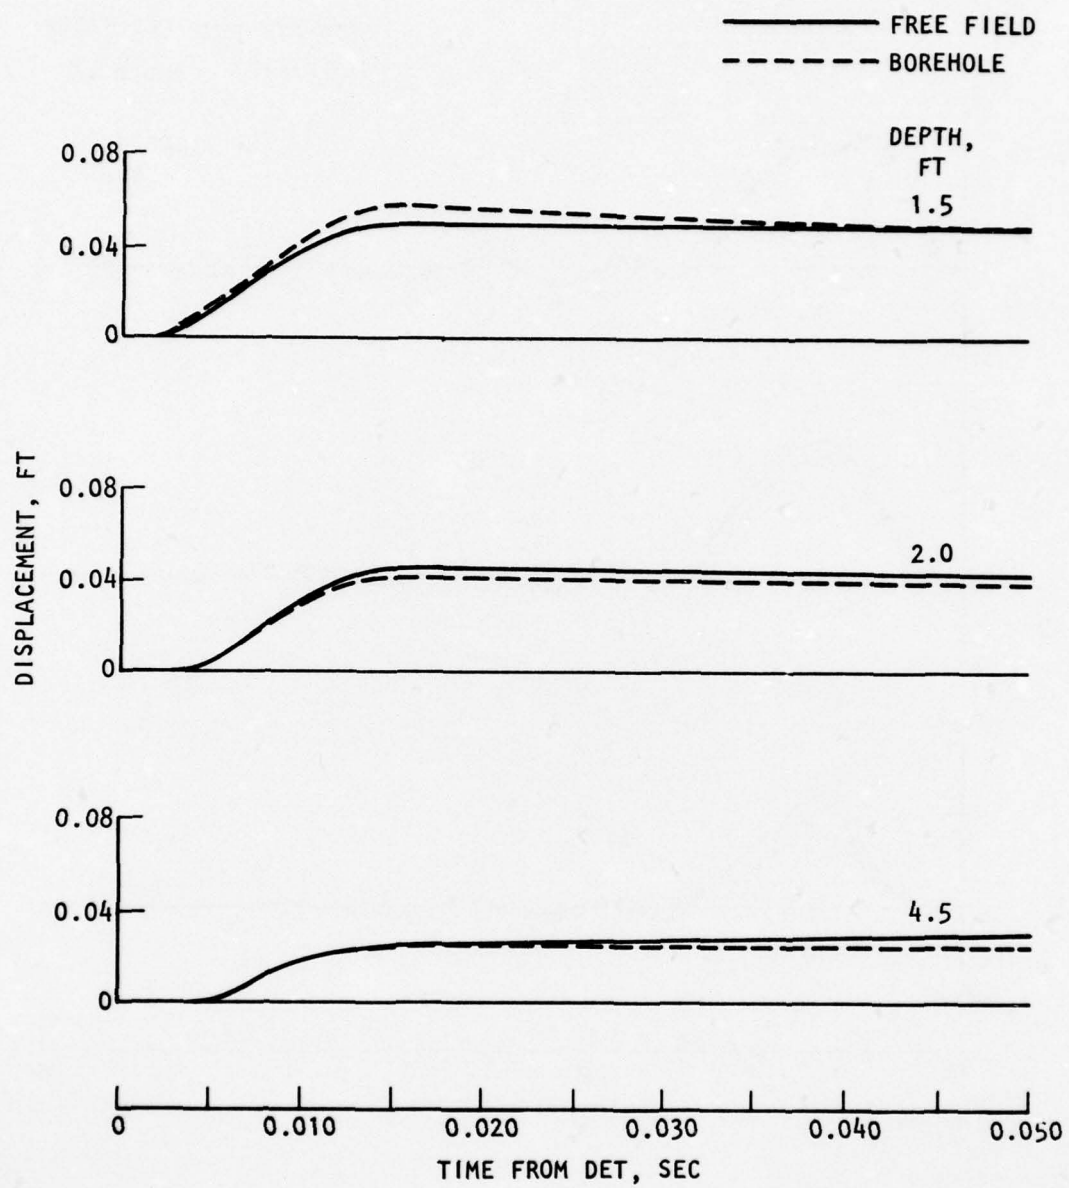 FREE FIELD
BOREHOLE
DEPTH,
FT
0.08
1.5
0.04
0
DISPLACEMENT, FT
0.08
2.0
0.04
0
0.08
0.04
4.5
0
0 0.010 0.020 0.030 0.040 0.050
TIME FROM DET, SEC